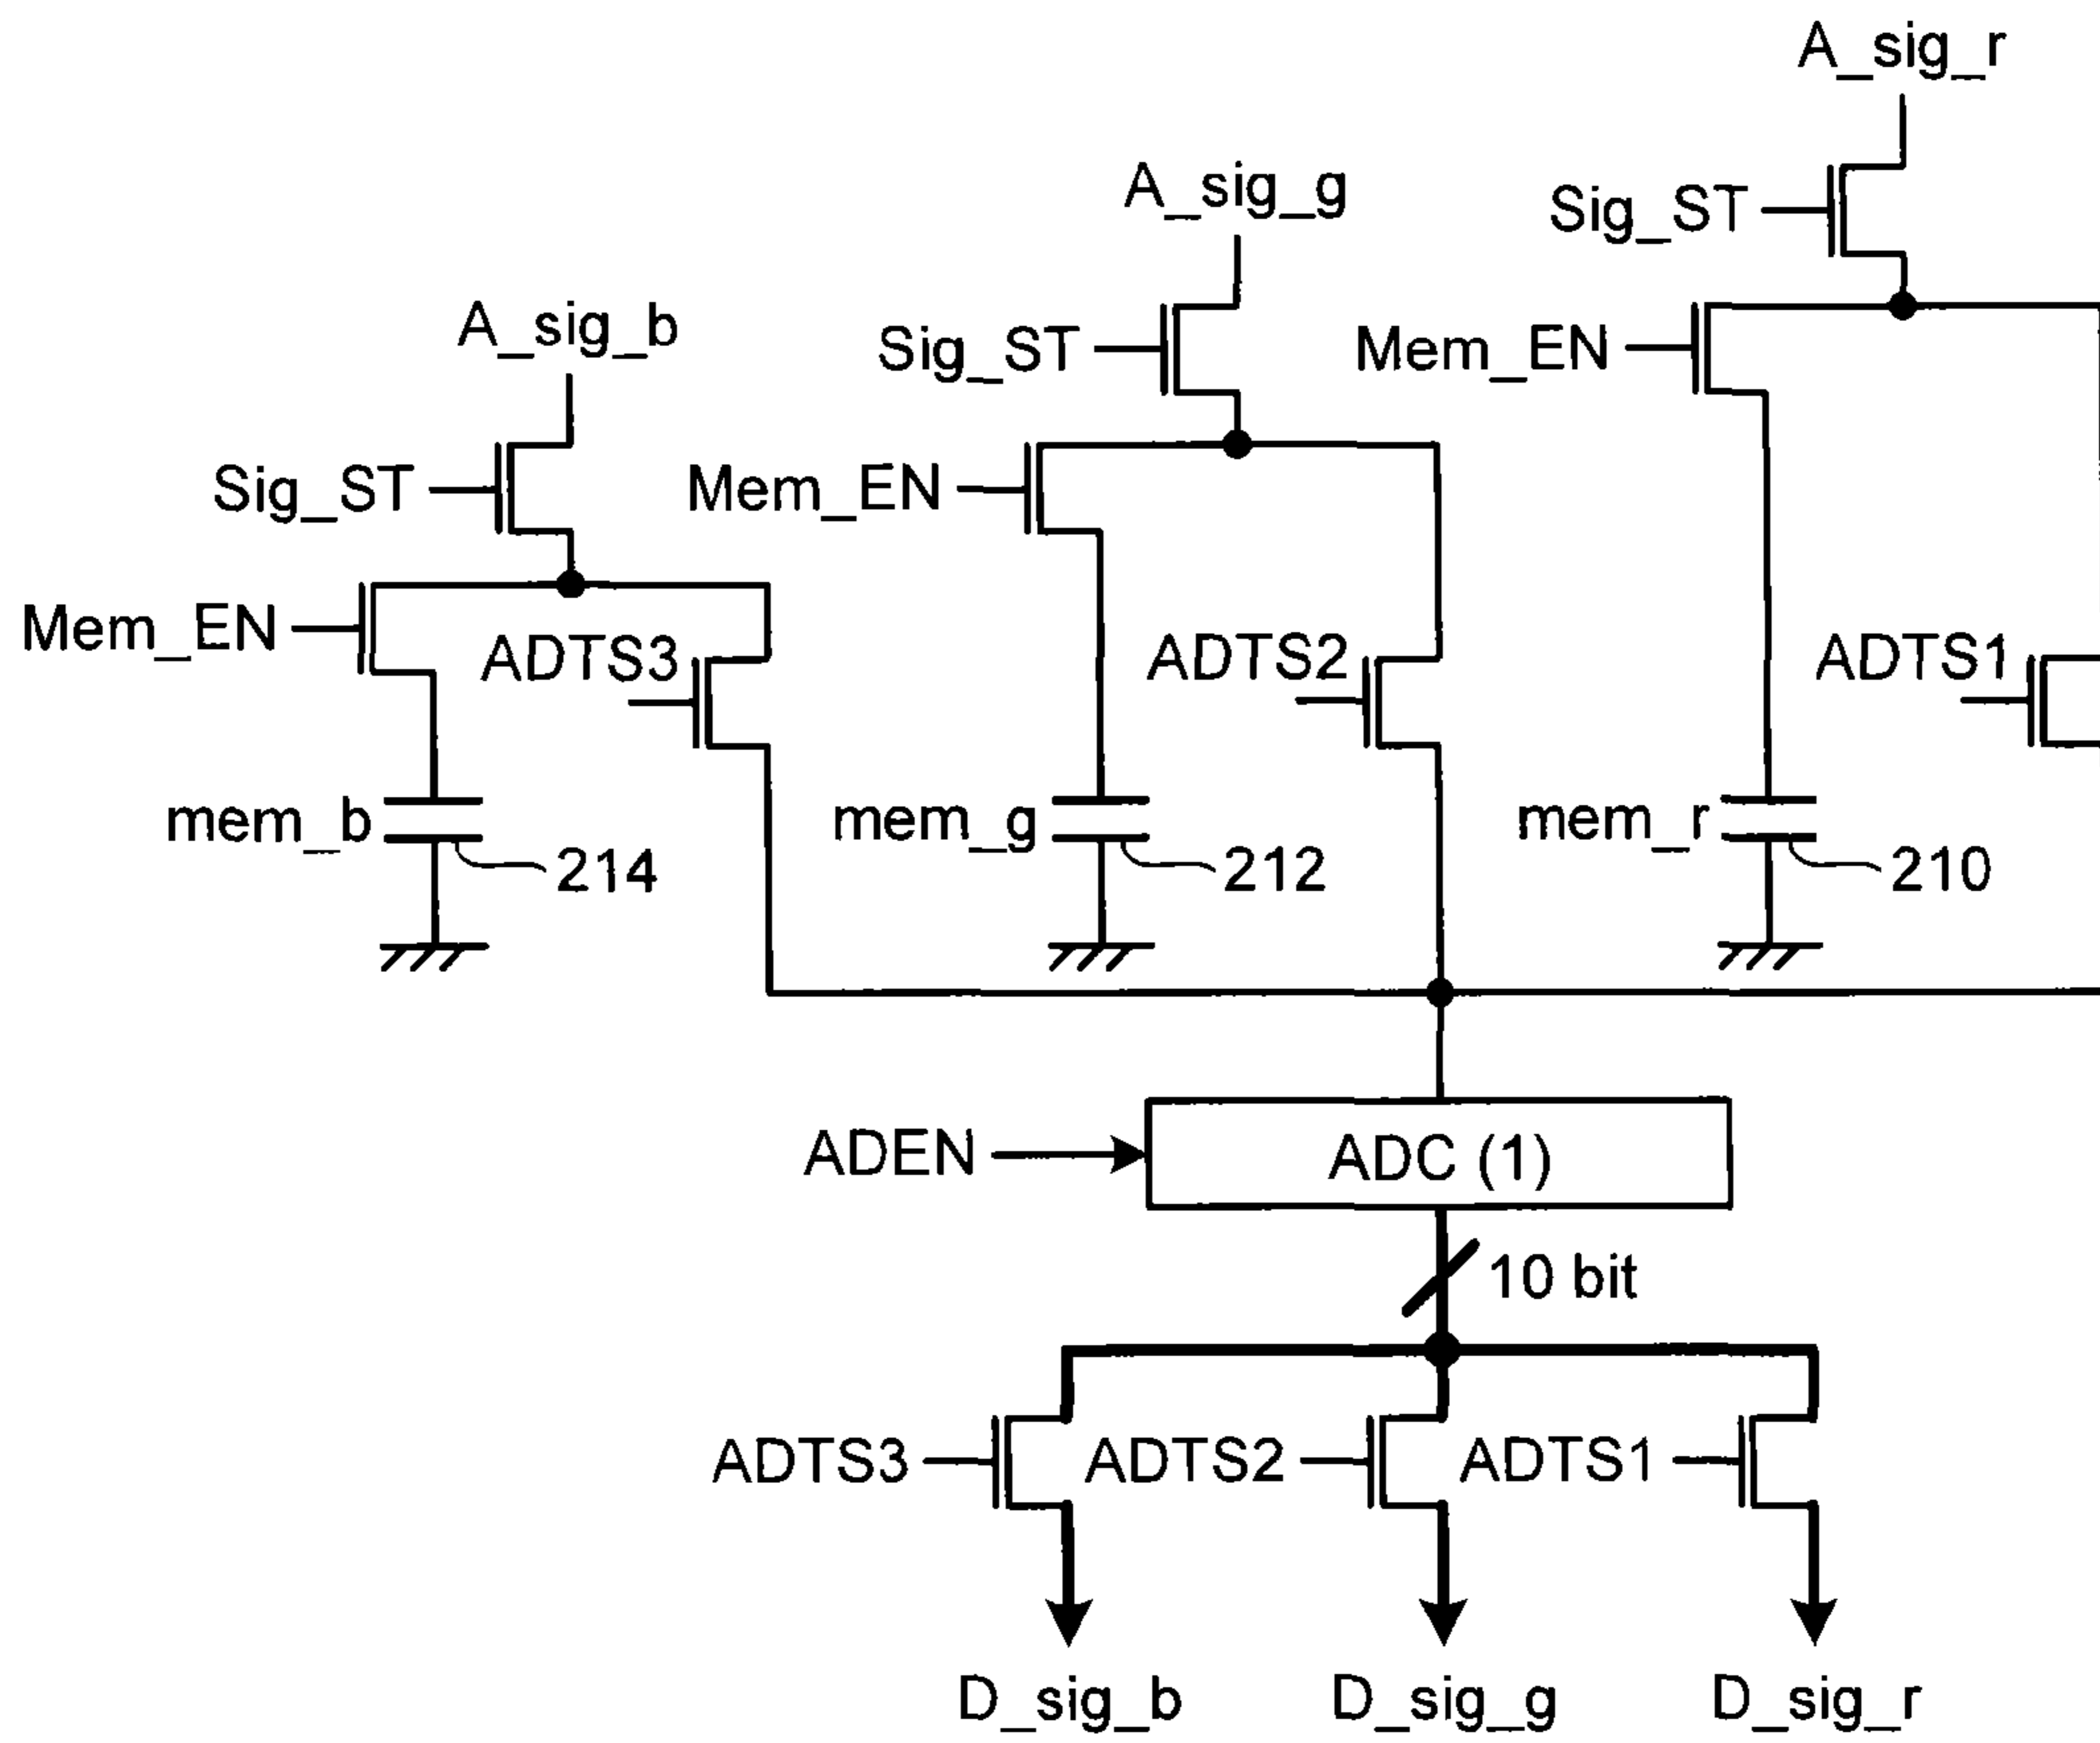 A_sig_r
A_sig_g
Sig_ST
A_sig_b
Sig_ST
Mem_EN
Sig_ST
Mem_EN
Mem_EN
ADTS3
ADTS2
ADTS1
mem_b
214
mem_g
212
mem_r
210
ADEN
ADC (1)
10 bit
ADTS3
ADTS2
ADTS1
D_sig_b
D_sig_g
D_sig_r